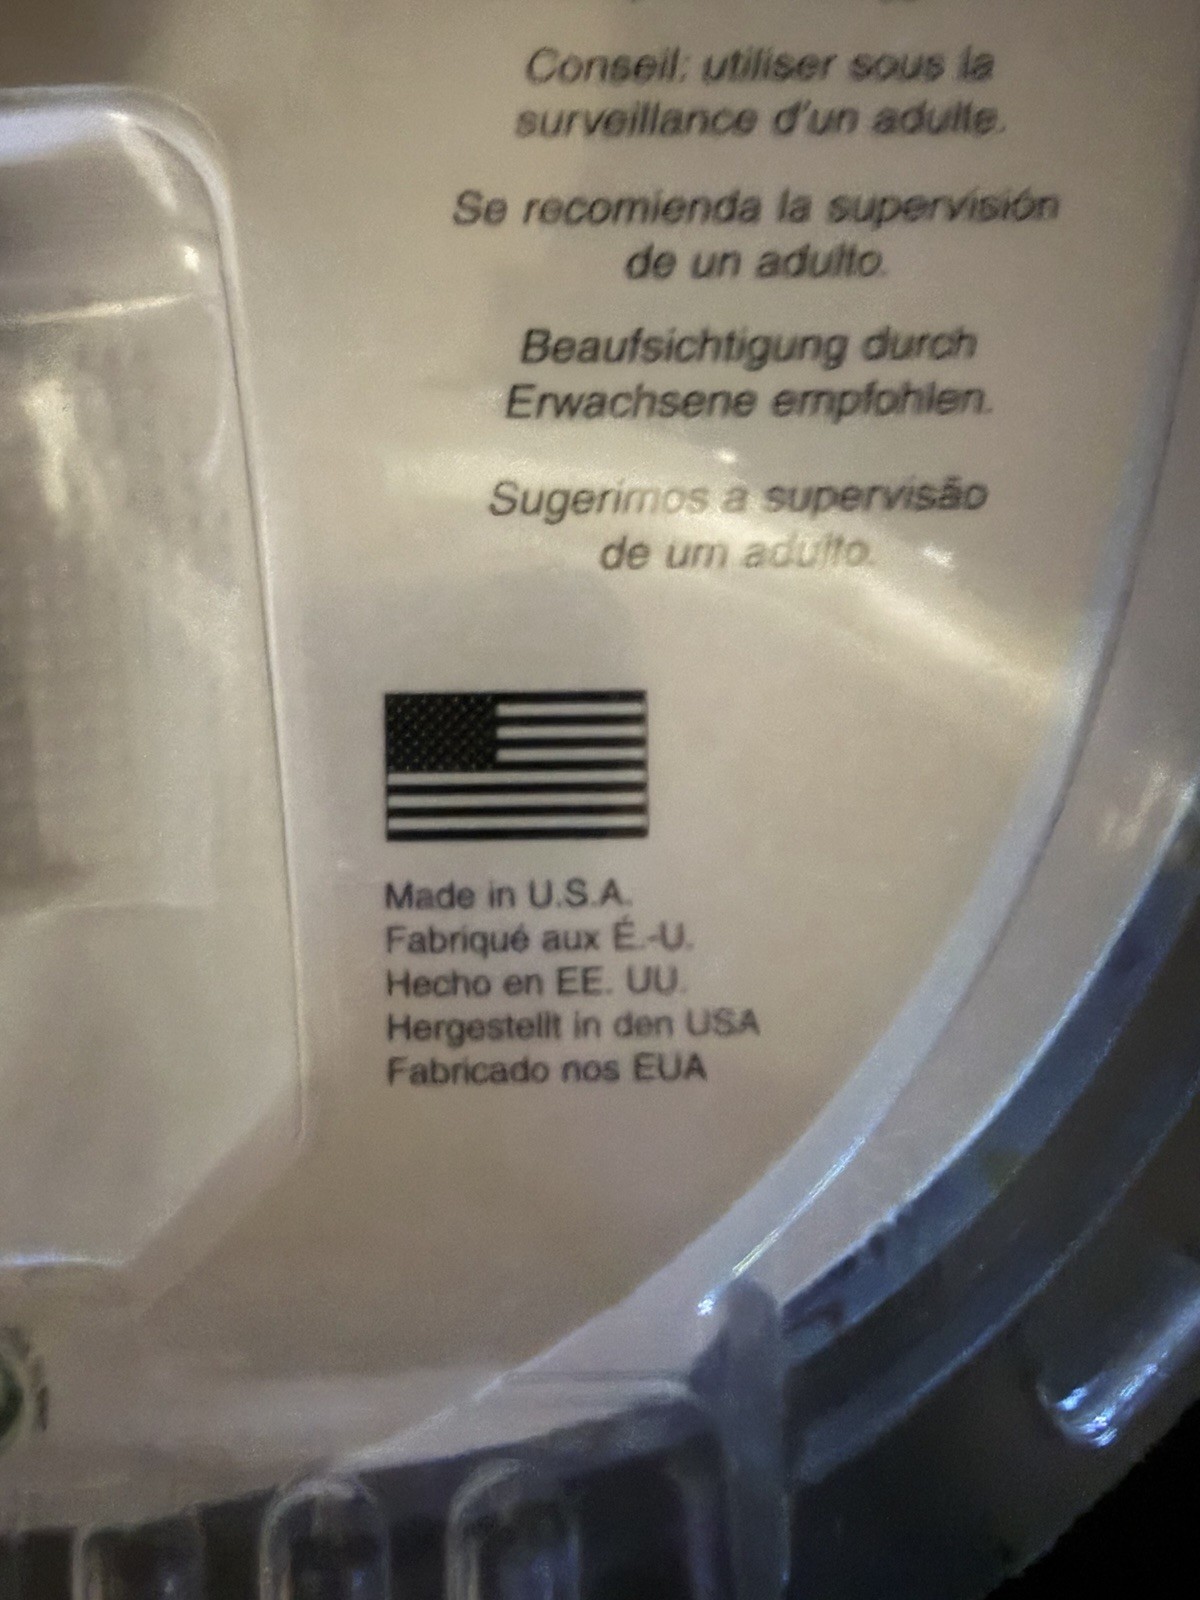 Conseil: utiliser sous la
surveillance d'un adulte.
Se recomienda la supervisión
de un adulto.
Beaufsichtigung durch
Erwachsene empfohlen.
Sugerimos a supervisão
de um adulto.
Made in U.S.A.
Fabriqué aux É.-U.
Hecho en EE. UU.
Hergestellt in den USA
Fabricado nos EUA